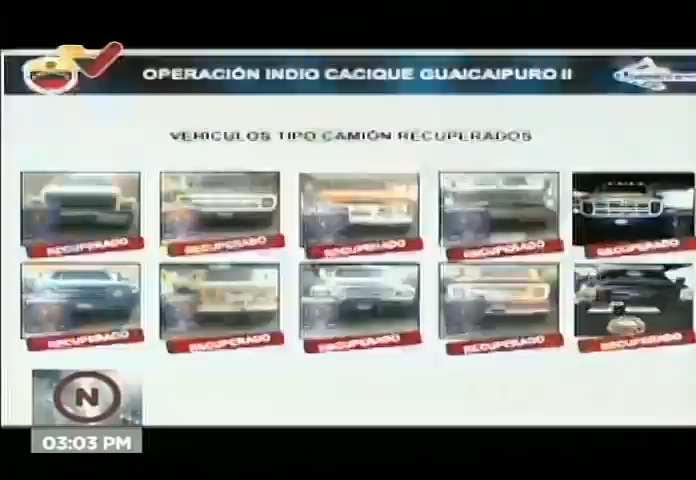 OPERACIÓN INDIO CACIQUE GUAICAIPURO II
VEHICULOS TIPO CAMIÓN RECUPERADOS
RECUPERADO RECUPERADO RECUPERADO RECUPERADO RECUPERADO
RECUPERADO RECUPERADO RECUPERADO RECUPERADO RECUPERADO
N
03:03 PM